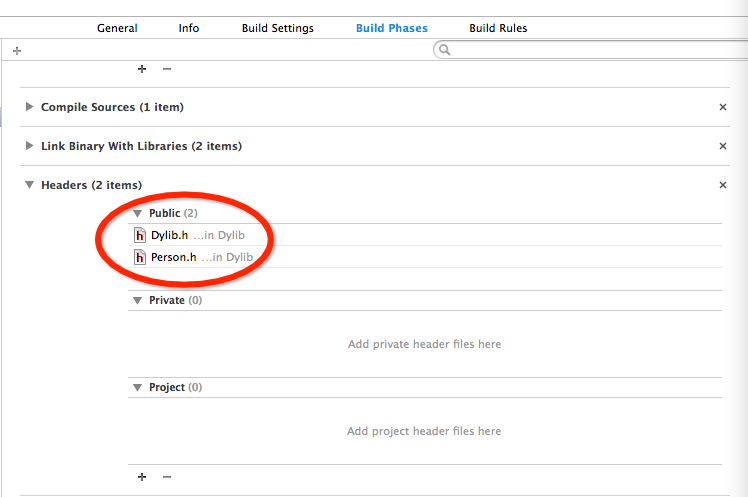 General Info Build Settings Build Phases Build Rules
Compile Sources (1 item)
Link Binary With Libraries (2 items)
Headers (2 items)
Public (2)
h Dylib.h ...in Dylib
h Person.h ...in Dylib
Private (0)
Add private header files here
Project (0)
Add project header files here